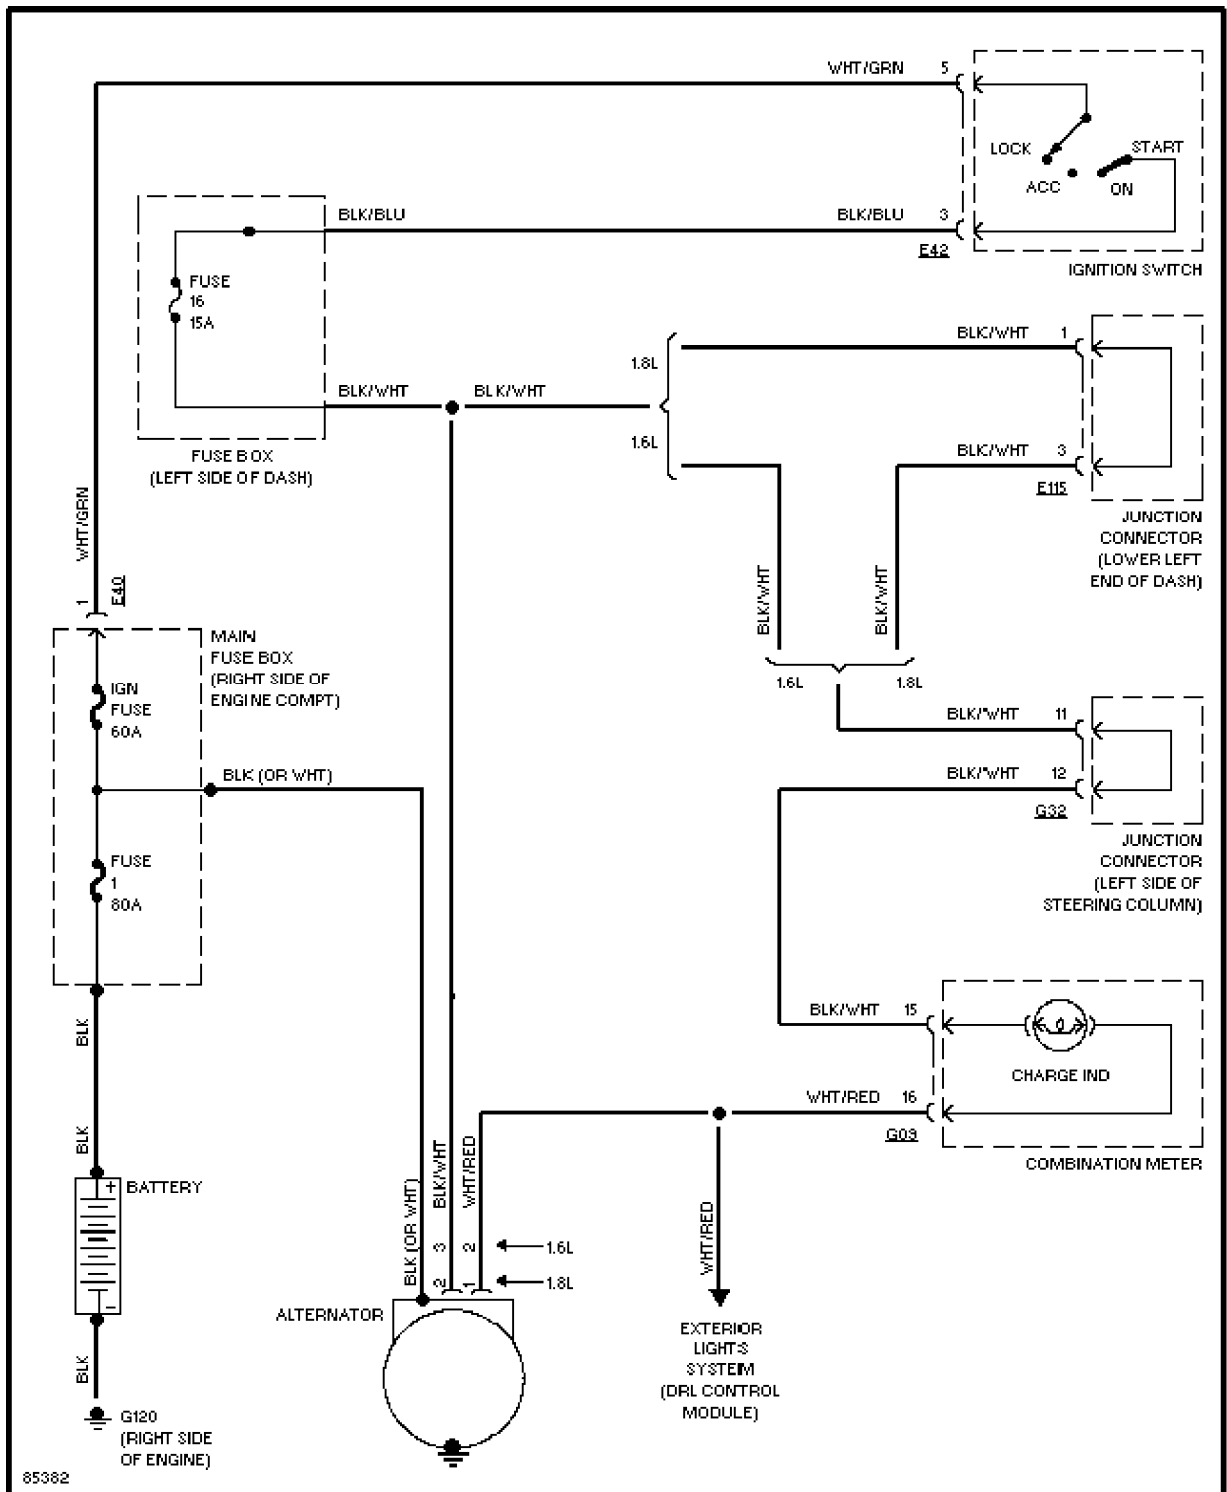 WHT/GRN 5
LOCK
START
ACC
ON
BLK/BLU
BLK/BLU 3
E42
IGNITION SWITCH
FUSE
16
15A
BLK/WHT 1
1.8L
BLK/WHT
BLK/WHT
1.6L
BLK/WHT 3
E115
FUSE BOX
(LEFT SIDE OF DASH)
JUNCTION
CONNECTOR
(LOWER LEFT
END OF DASH)
WHT/GRN
1
E40
BLK/WHT
BLK/WHT
MAIN
FUSE BOX
(RIGHT SIDE OF
ENGINE COMPT)
1.6L
1.8L
IGN
FUSE
60A
BLK/WHT 11
BLK (OR WHT)
BLK/WHT 12
G32
JUNCTION
CONNECTOR
(LEFT SIDE OF
STEERING COLUMN)
FUSE
1
80A
BLK
BLK/WHT 15
CHARGE IND
WHT/RED 16
G09
COMBINATION METER
BLK
BATTERY
+
-
BLK (OR WHT)
BLK/WHT
WHT/RED
3
2
1.6L
2
1
1.8L
WHT/RED
ALTERNATOR
EXTERIOR
LIGHTS
SYSTEM
(DRL CONTROL
MODULE)
BLK
G120
(RIGHT SIDE
OF ENGINE)
85382